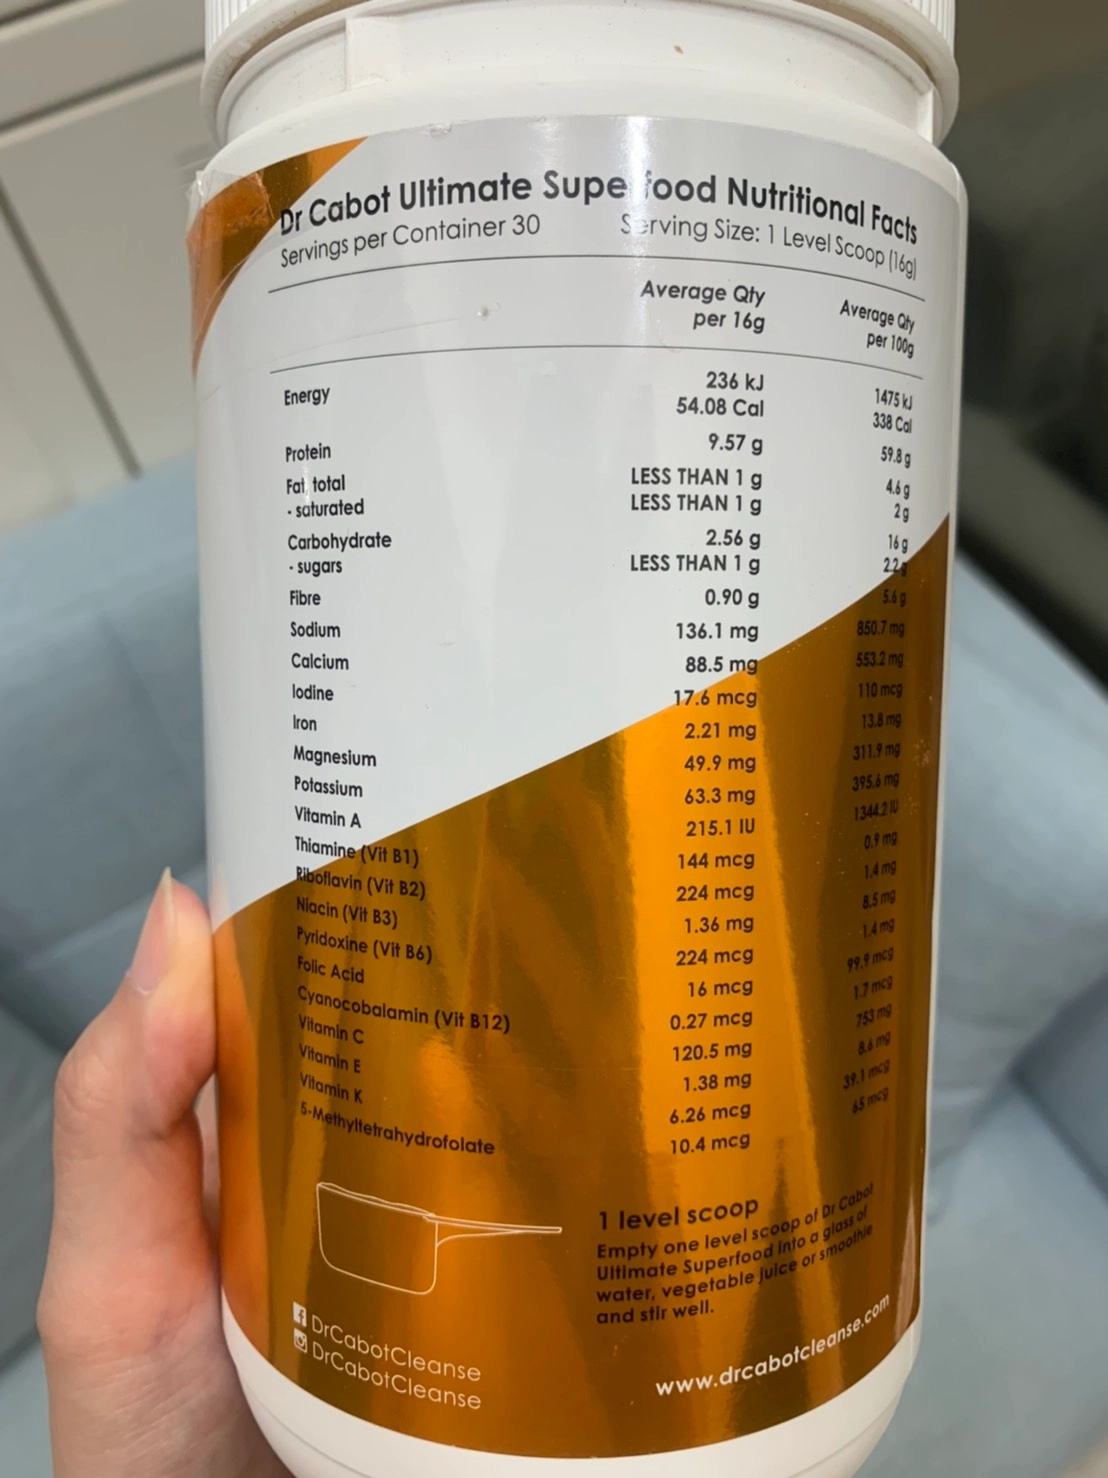 Dr Cabot Ultimate Superfood Nutritional Facts
Servings per Container 30 Serving Size: 1 Level Scoop (16g)
Average Qty per 16g Average Qty per 100g
Energy 236 kJ 1475 kJ
54.08 Cal 338 Cal
Protein 9.57 g 59.8 g
Fat total LESS THAN 1 g 4.6 g
- saturated LESS THAN 1 g 2 g
Carbohydrate 2.56 g 16 g
- sugars LESS THAN 1 g 2.2 g
Fibre 0.90 g 5.6 g
Sodium 136.1 mg 850.7 mg
Calcium 88.5 mg 553.2 mg
Iodine 17.6 mcg 110 mcg
Iron 2.21 mg 13.8 mg
Magnesium 49.9 mg 311.9 mg
Potassium 63.3 mg 395.6 mg
Vitamin A 215.1 IU 1344.2 IU
Thiamine (Vit B1) 144 mcg 0.9 mg
Riboflavin (Vit B2) 224 mcg 1.4 mg
Niacin (Vit B3) 1.36 mg 8.5 mg
Pyridoxine (Vit B6) 224 mcg 1.4 mg
Folic Acid 16 mcg 99.9 mcg
Cyanocobalamin (Vit B12) 0.27 mcg 1.7 mcg
Vitamin C 120.5 mg 753 mg
Vitamin E 1.38 mg 8.6 mg
Vitamin K 6.26 mcg 39.1 mcg
5-Methyltetrahydrofolate 10.4 mcg 65 mcg
1 level scoop
Empty one level scoop of Dr Cabot
Ultimate Superfood into a glass of
water, vegetable juice or smoothie
and stir well.
DrCabotCleanse
DrCabotCleanse
www.drcabotcleanse.com